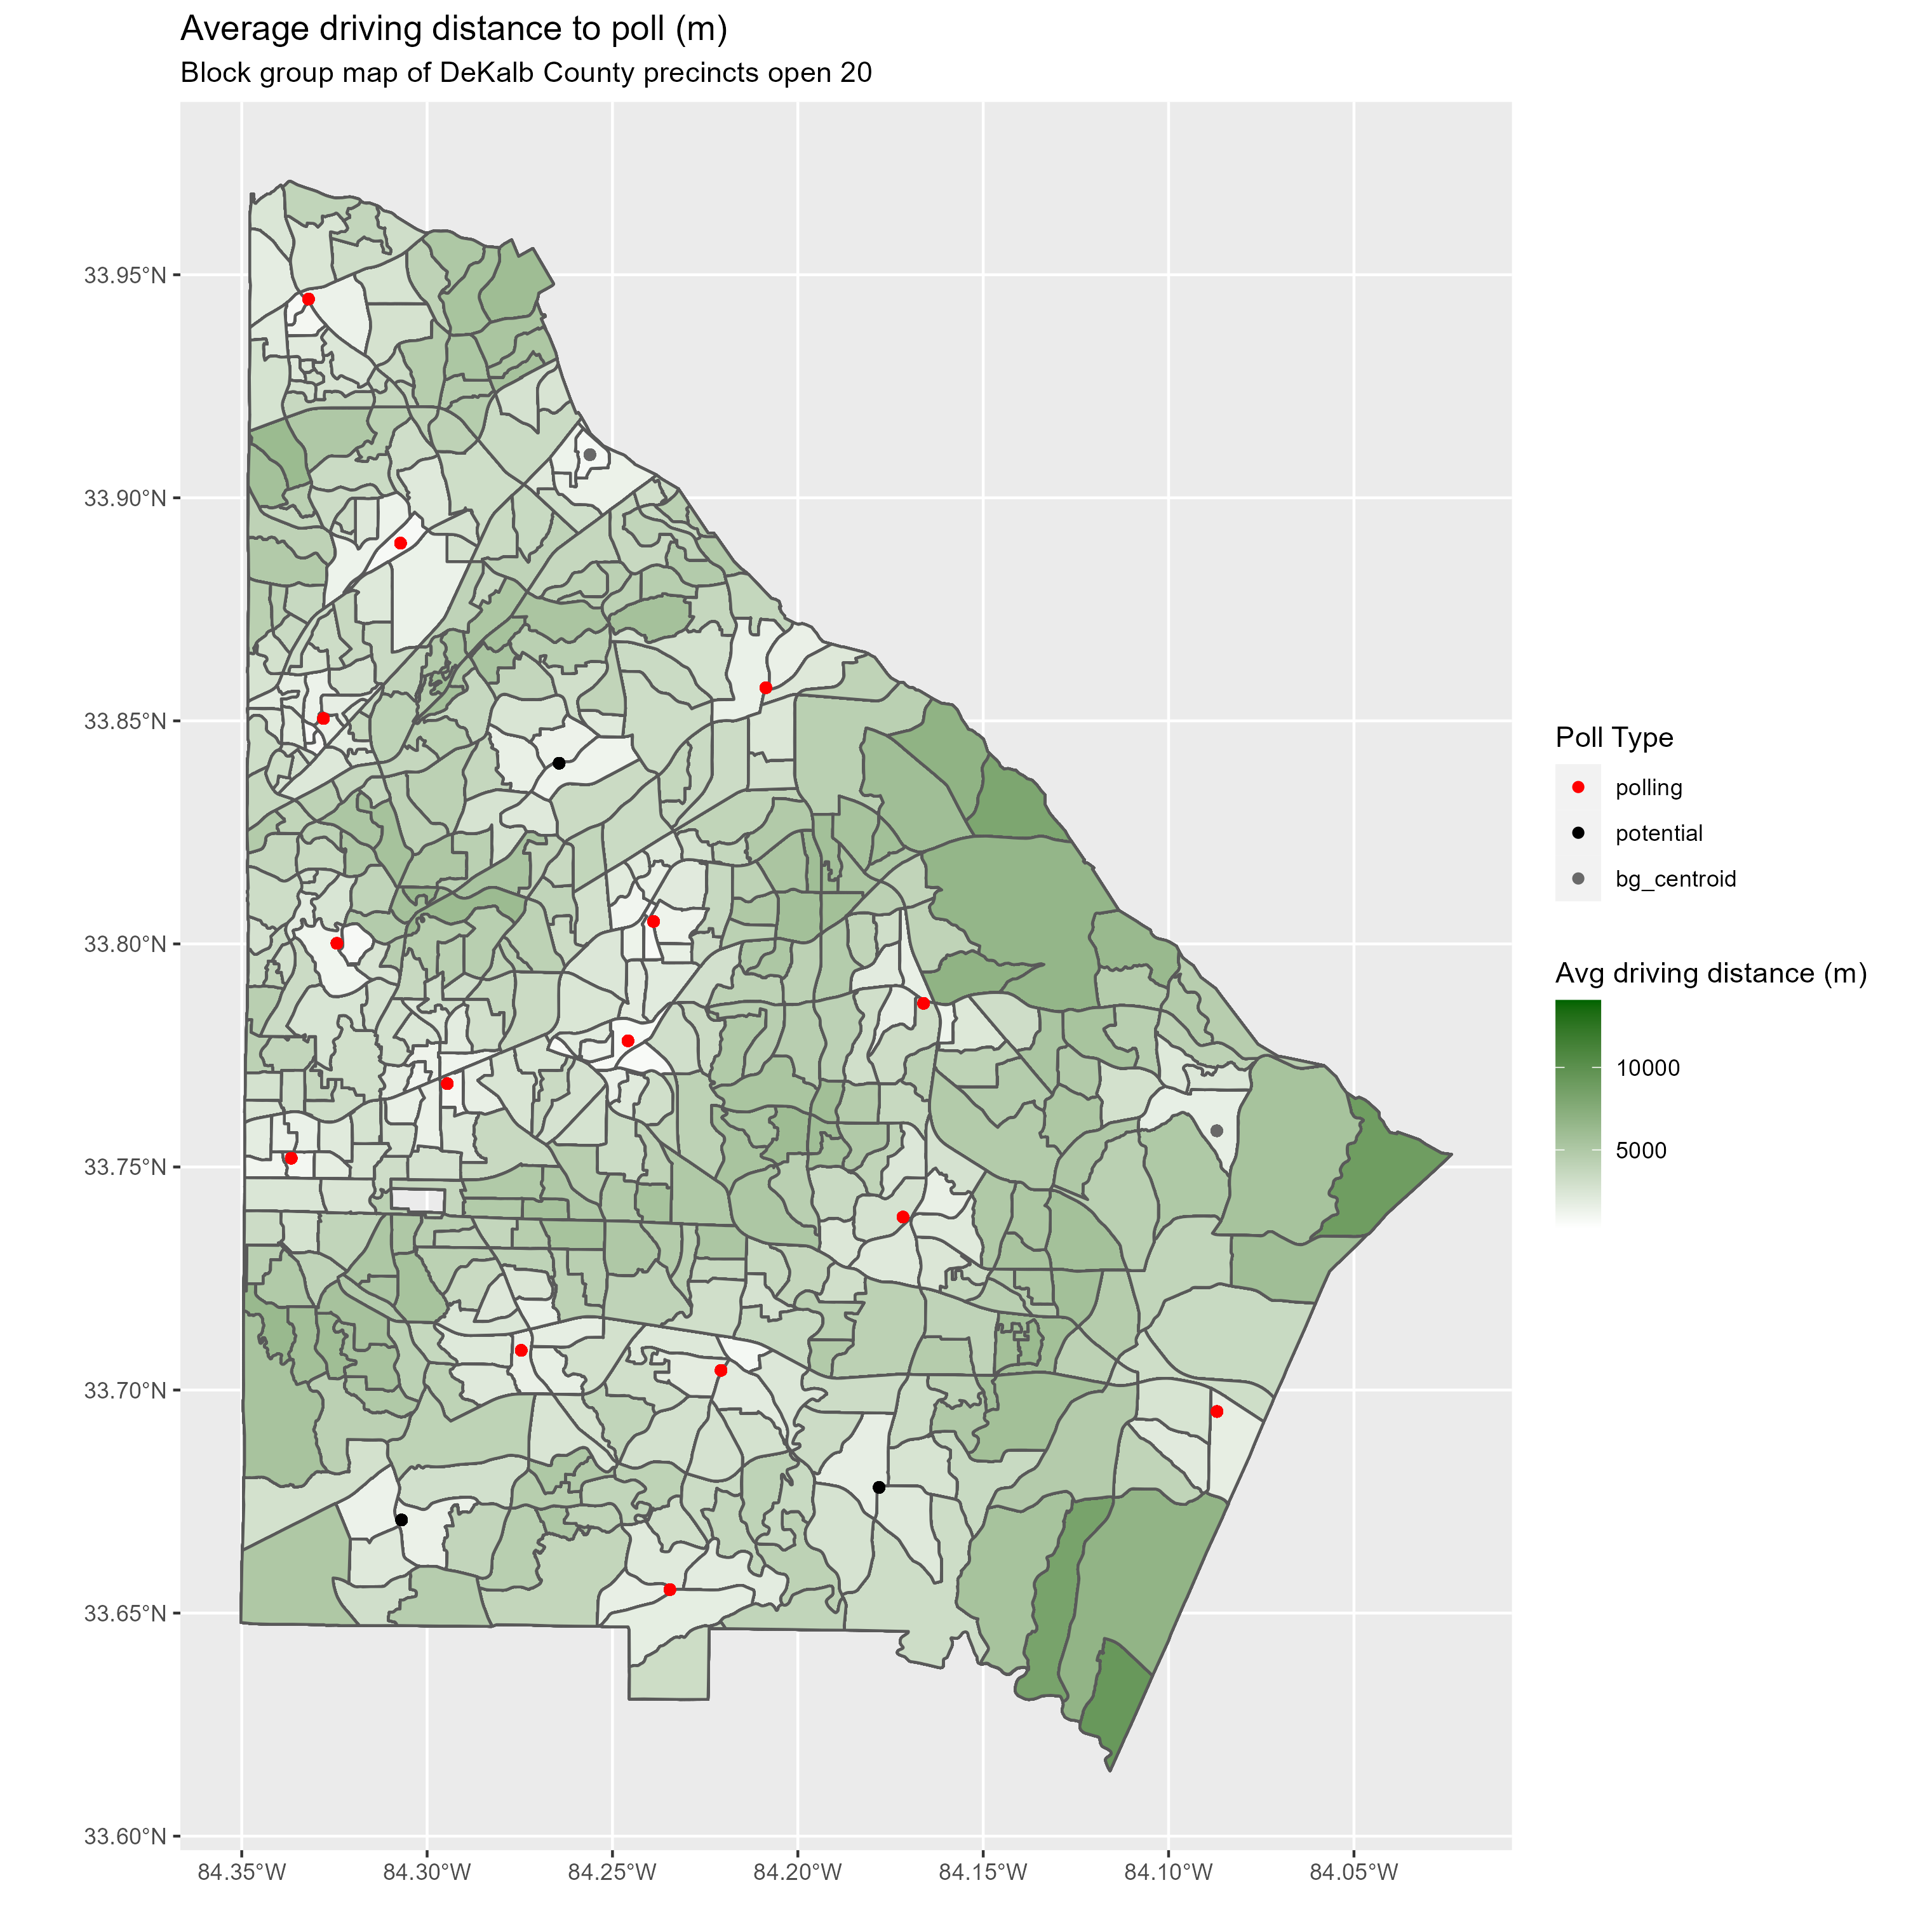 Average driving distance to poll (m)
Block group map of DeKalb County precincts open 20
33.95°N
33.90°N
33.85°N
33.80°N
33.75°N
33.70°N
33.65°N
33.60°N
84.35°W
84.30°W
84.25°W
84.20°W
84.15°W
84.10°W
84.05°W
Poll Type
polling
potential
bg_centroid
Avg driving distance (m)
10000
5000